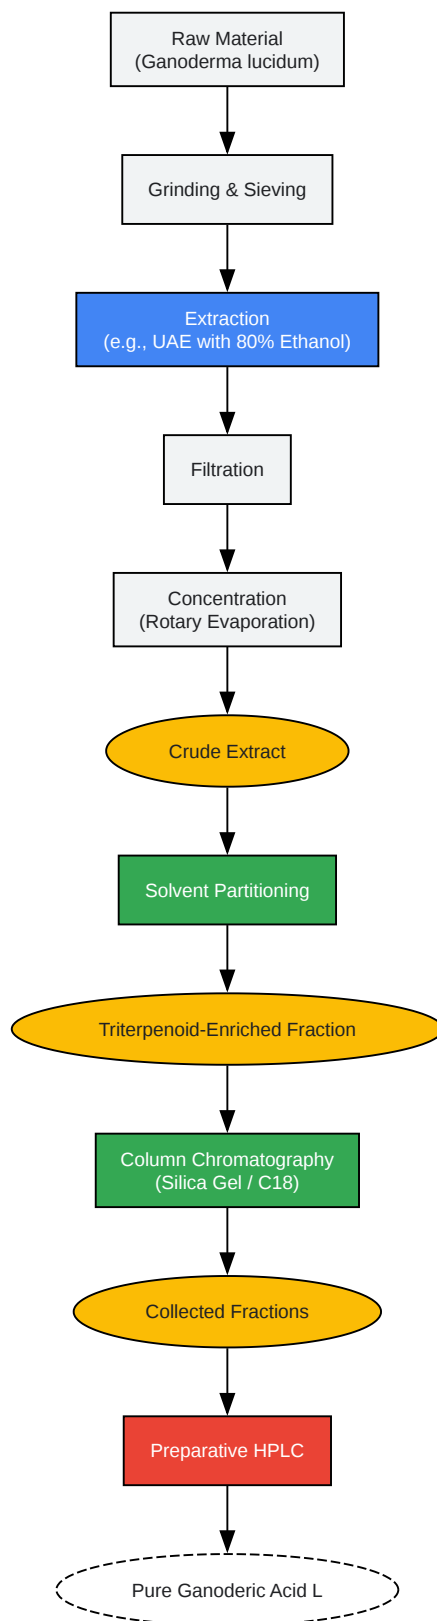 Raw Material
(Ganoderma lucidum)
Grinding & Sieving
Extraction
(e.g., UAE with 80% Ethanol)
Filtration
Concentration
(Rotary Evaporation)
Crude Extract
Solvent Partitioning
Triterpenoid-Enriched Fraction
Column Chromatography
(Silica Gel / C18)
Collected Fractions
Preparative HPLC
Pure Ganoderic Acid L